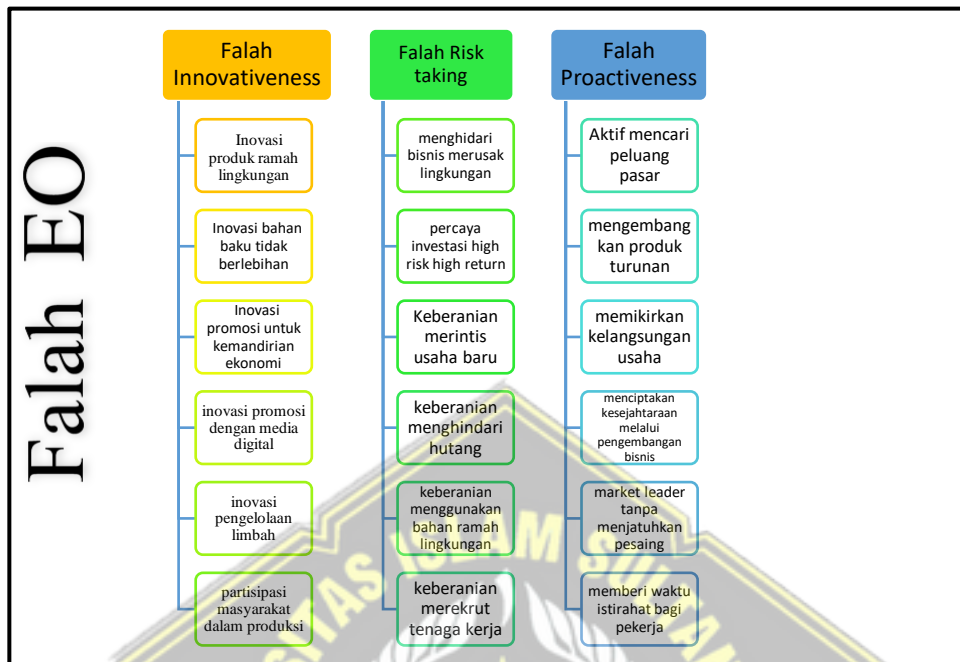 Falah EO
Falah
Innovativeness
Inovasi
produk ramah
lingkungan
Inovasi bahan
baku tidak
berlebihan
Inovasi
promosi untuk
kemandirian
ekonomi
inovasi promosi
dengan media
digital
inovasi
pengelolaan
limbah
partisipasi
masyarakat
dalam produksi
Falah Risk
taking
menghidari
bisnis merusak
lingkungan
percaya
investasi high
risk high return
Keberanian
merintis
usaha baru
keberanian
menghindari
hutang
keberanian
menggunakan
bahan ramah
lingkungan
keberanian
merekrut
tenaga kerja
Falah
Proactiveness
Aktif mencari
peluang
pasar
mengembang
kan produk
turunan
memikirkan
kelangsungan
usaha
menciptakan
kesejahtaraan
melalui
pengembangan
bisnis
market leader
tanpa
menjatuhkan
pesaing
memberi waktu
istirahat bagi
pekerja
ISLAM